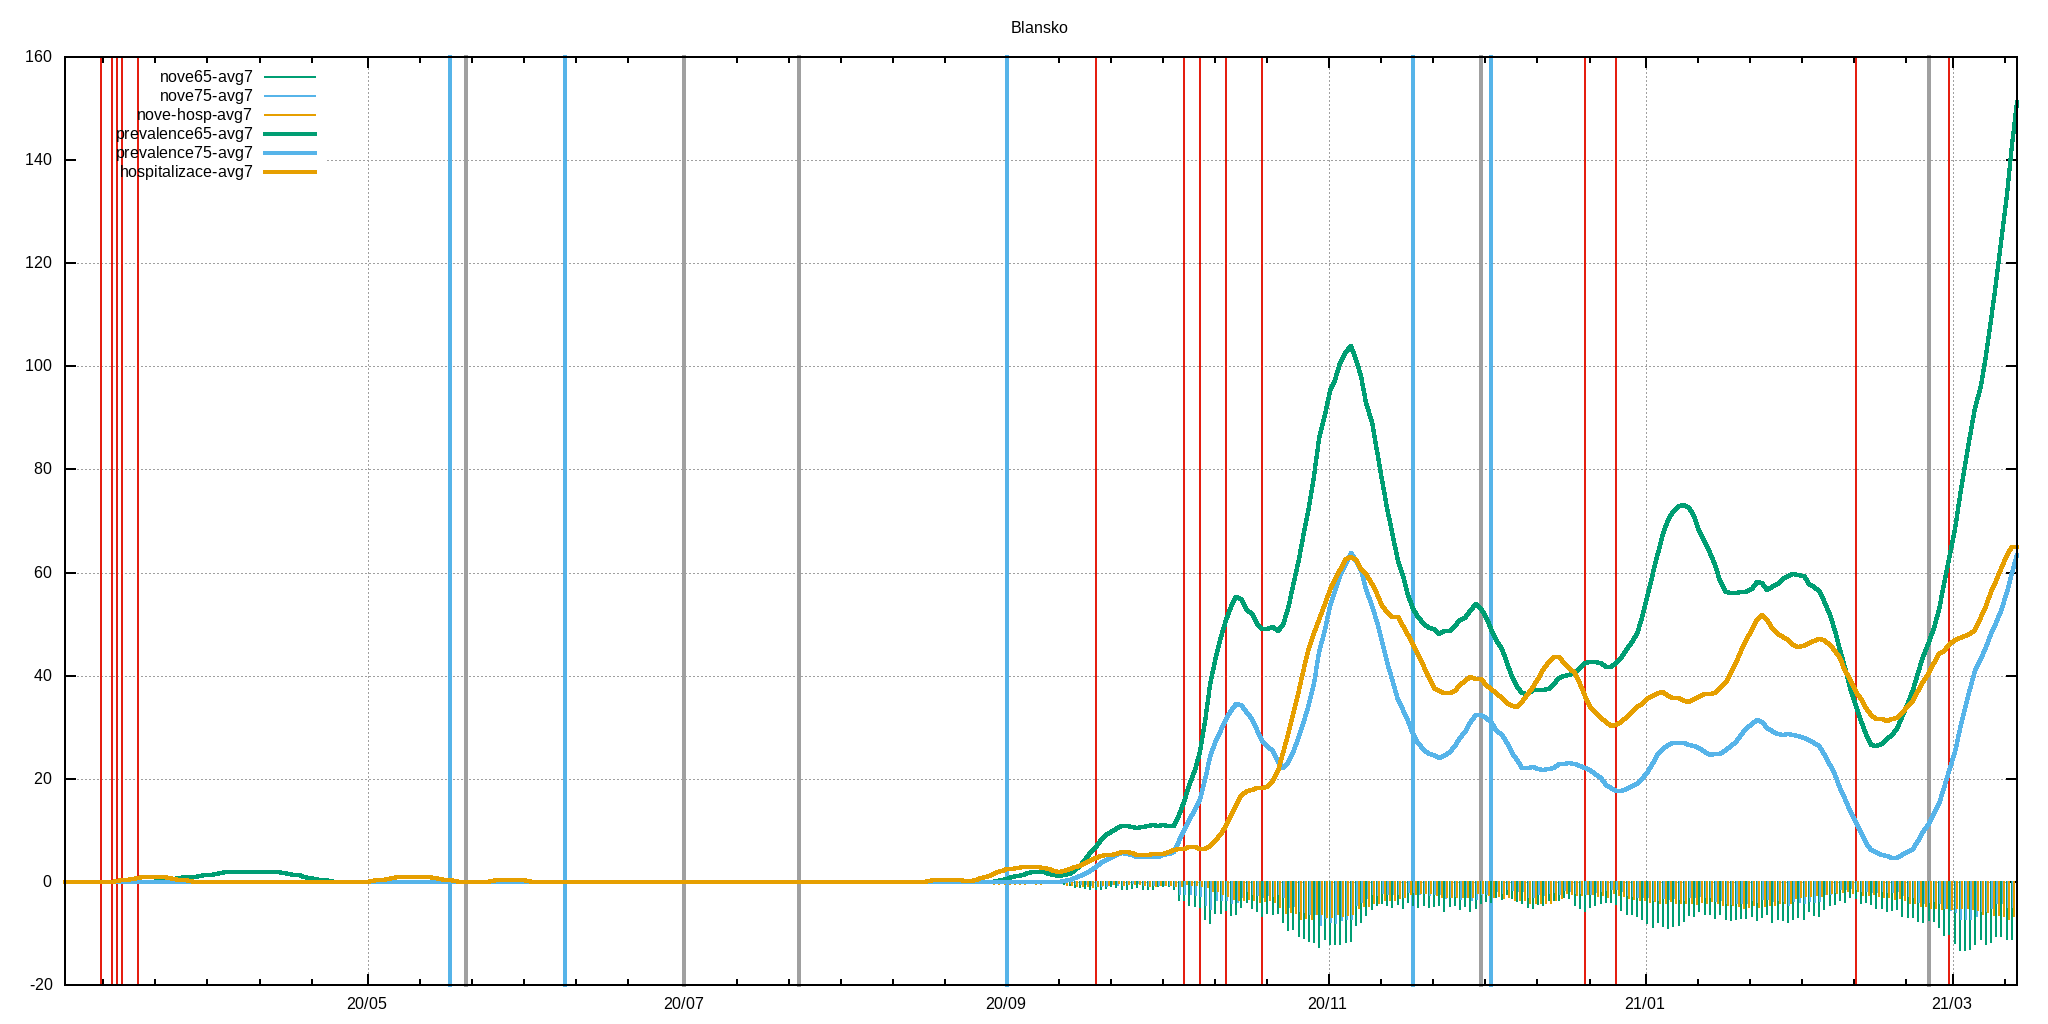 Blansko
160
140
120
100
80
60
40
20
0
-20
nove65-avg7
nove75-avg7
nove-hosp-avg7
prevalence65-avg7
prevalence75-avg7
hospitalizace-avg7
20/05 20/07 20/09 20/11 21/01 21/03